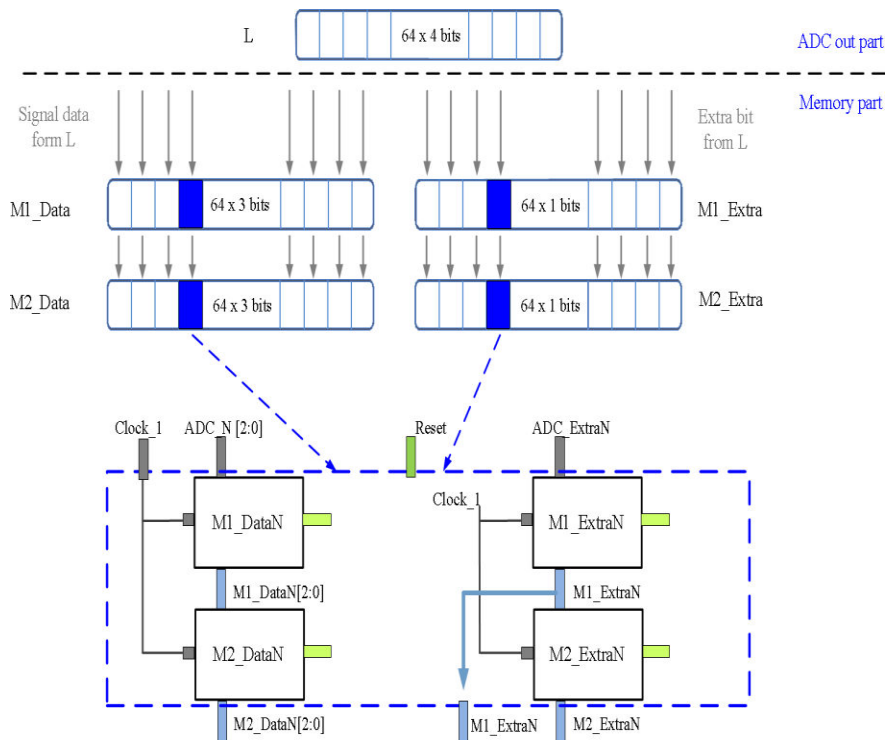 L
64 x 4 bits
ADC out part
Memory part
Signal data
form L
Extra bit
from L
M1_Data
64 x 3 bits
64 x 1 bits
M1_Extra
M2_Data
64 x 3 bits
64 x 1 bits
M2_Extra
Clock_1
ADC_N [2:0]
Reset
ADC_ExtraN
Clock_1
M1_DataN
M1_ExtraN
M1_DataN[2:0]
M1_ExtraN
M2_DataN
M2_ExtraN
M2_DataN[2:0]
M1_ExtraN
M2_ExtraN